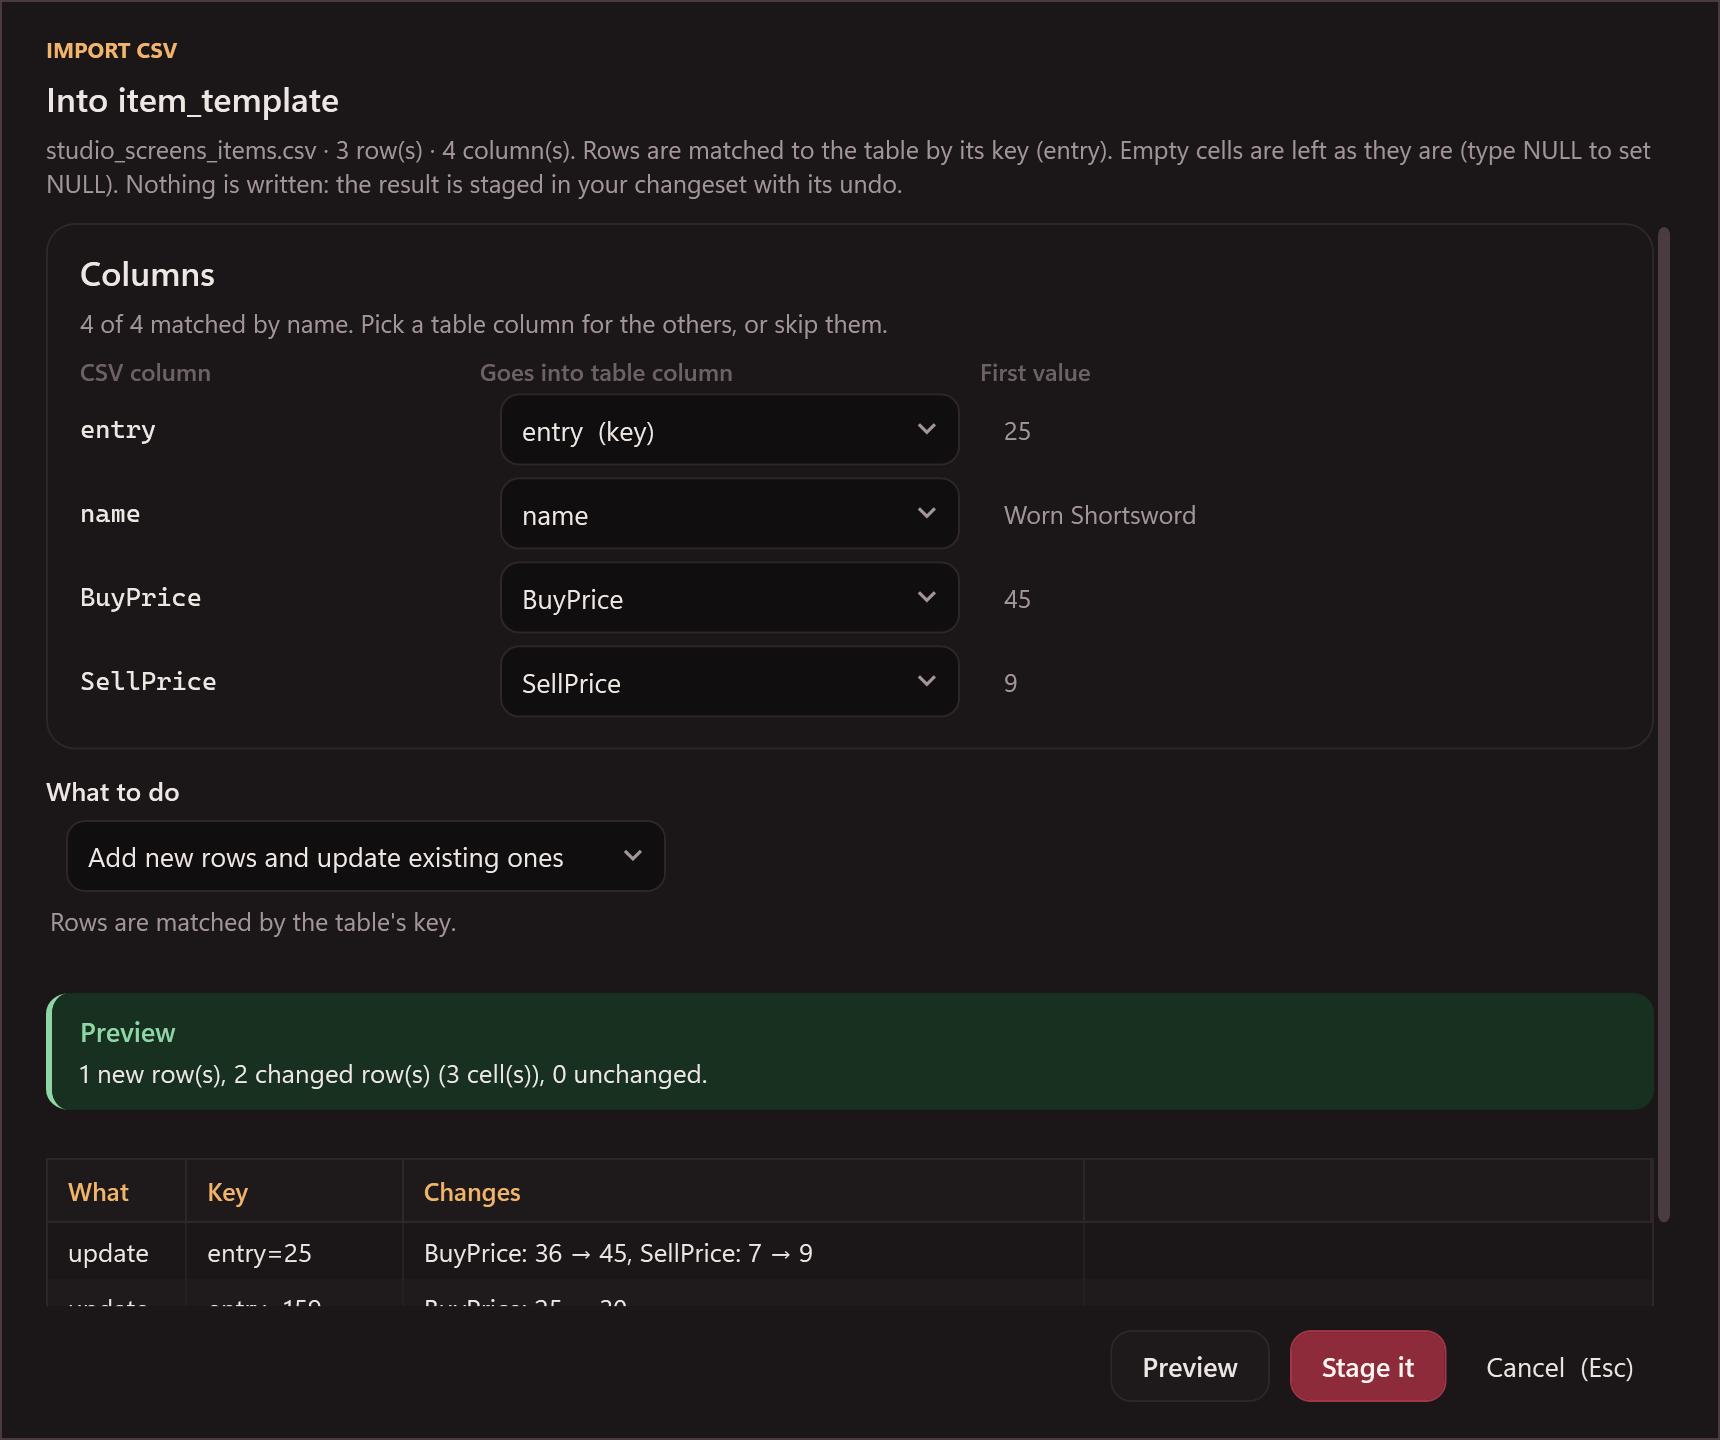 IMPORT CSV
Into item_template
studio_screens_items.csv · 3 row(s) · 4 column(s). Rows are matched to the table by its key (entry). Empty cells are left as they are (type NULL to set
NULL). Nothing is written: the result is staged in your changeset with its undo.
Columns
4 of 4 matched by name. Pick a table column for the others, or skip them.
CSV column Goes into table column First value
entry entry (key) 25
name name Worn Shortsword
BuyPrice BuyPrice 45
SellPrice SellPrice 9
What to do
Add new rows and update existing ones
Rows are matched by the table's key.
Preview
1 new row(s), 2 changed row(s) (3 cell(s)), 0 unchanged.
What Key Changes
update entry=25 BuyPrice: 36 → 45, SellPrice: 7 → 9
update entry=159 BuyPrice: 25 → 30
Preview Stage it Cancel (Esc)